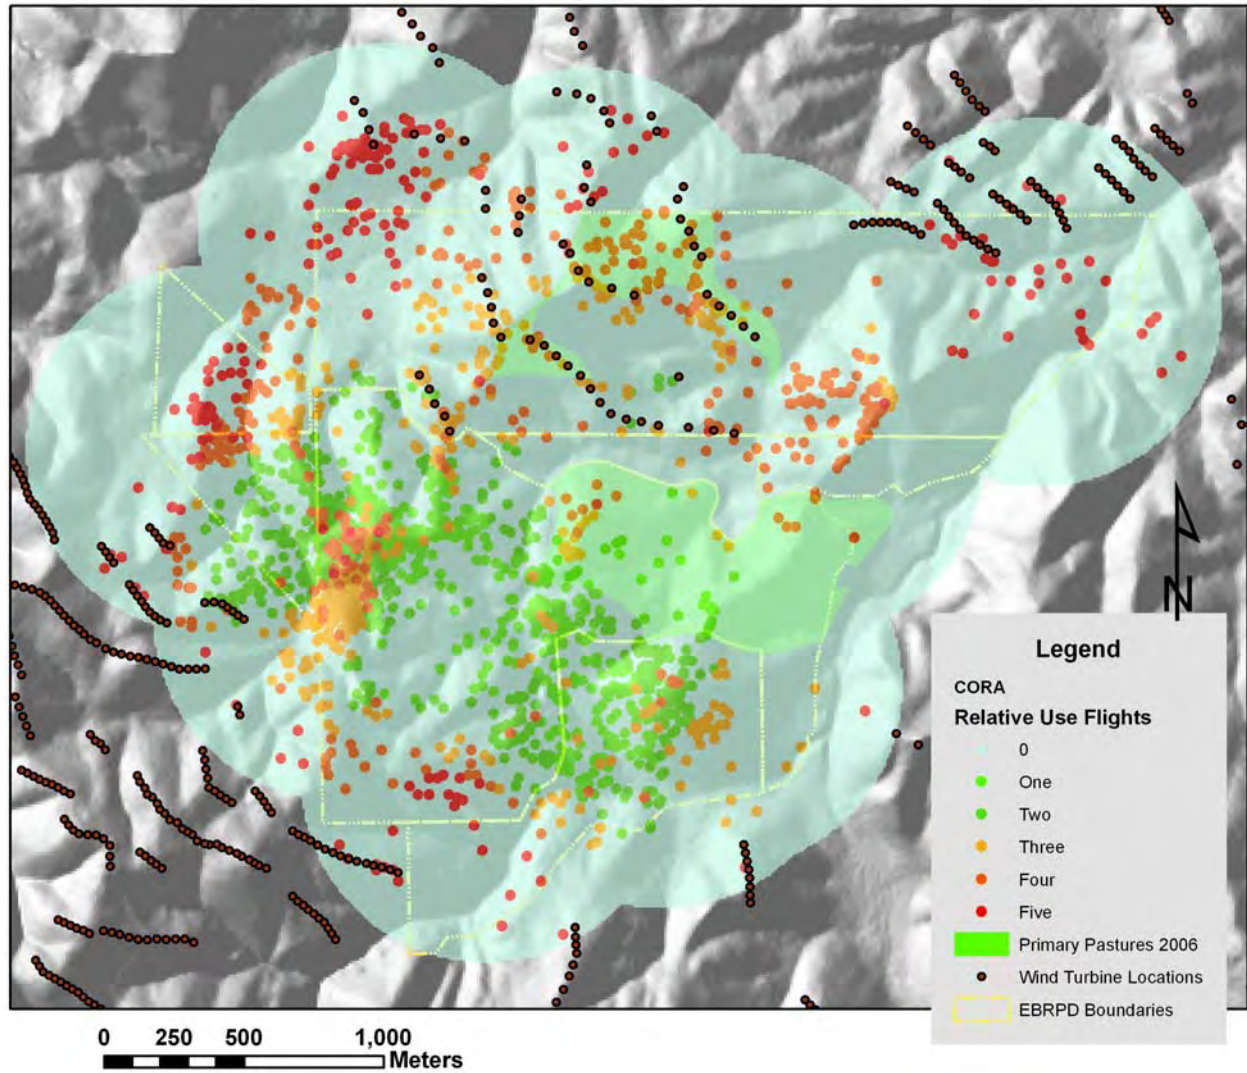 N
Legend
CORA
Relative Use Flights
0
One
Two
Three
Four
Five
Primary Pastures 2006
Wind Turbine Locations
EBRPD Boundaries
0 250 500 1,000
Meters